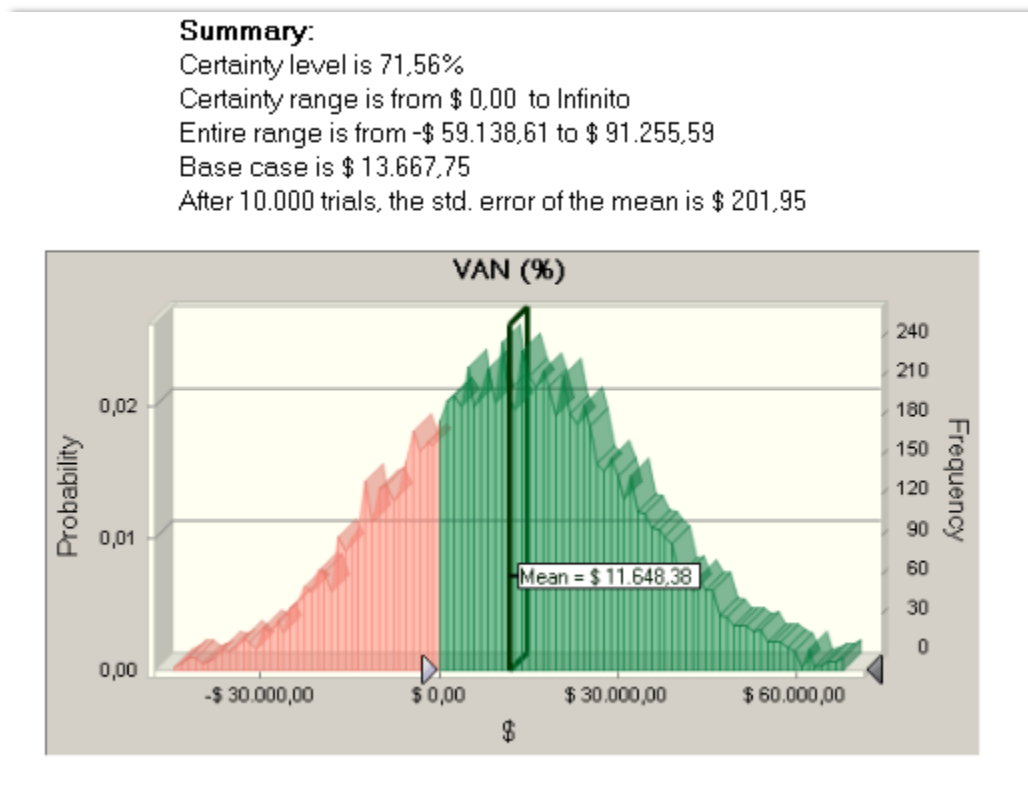 Summary:
Certainty level is 71,56%
Certainty range is from $ 0,00 to Infinito
Entire range is from -$ 59.138,61 to $ 91.255,59
Base case is $ 13.667,75
After 10.000 trials, the std. error of the mean is $ 201,95
VAN (%)
0,02
0,01
0,00
Probability
240
210
180
150
120
90
60
30
0
Frequency
Mean = $ 11.648,38
-$ 30.000,00 $ 0,00 $ 30.000,00 $ 60.000,00
$